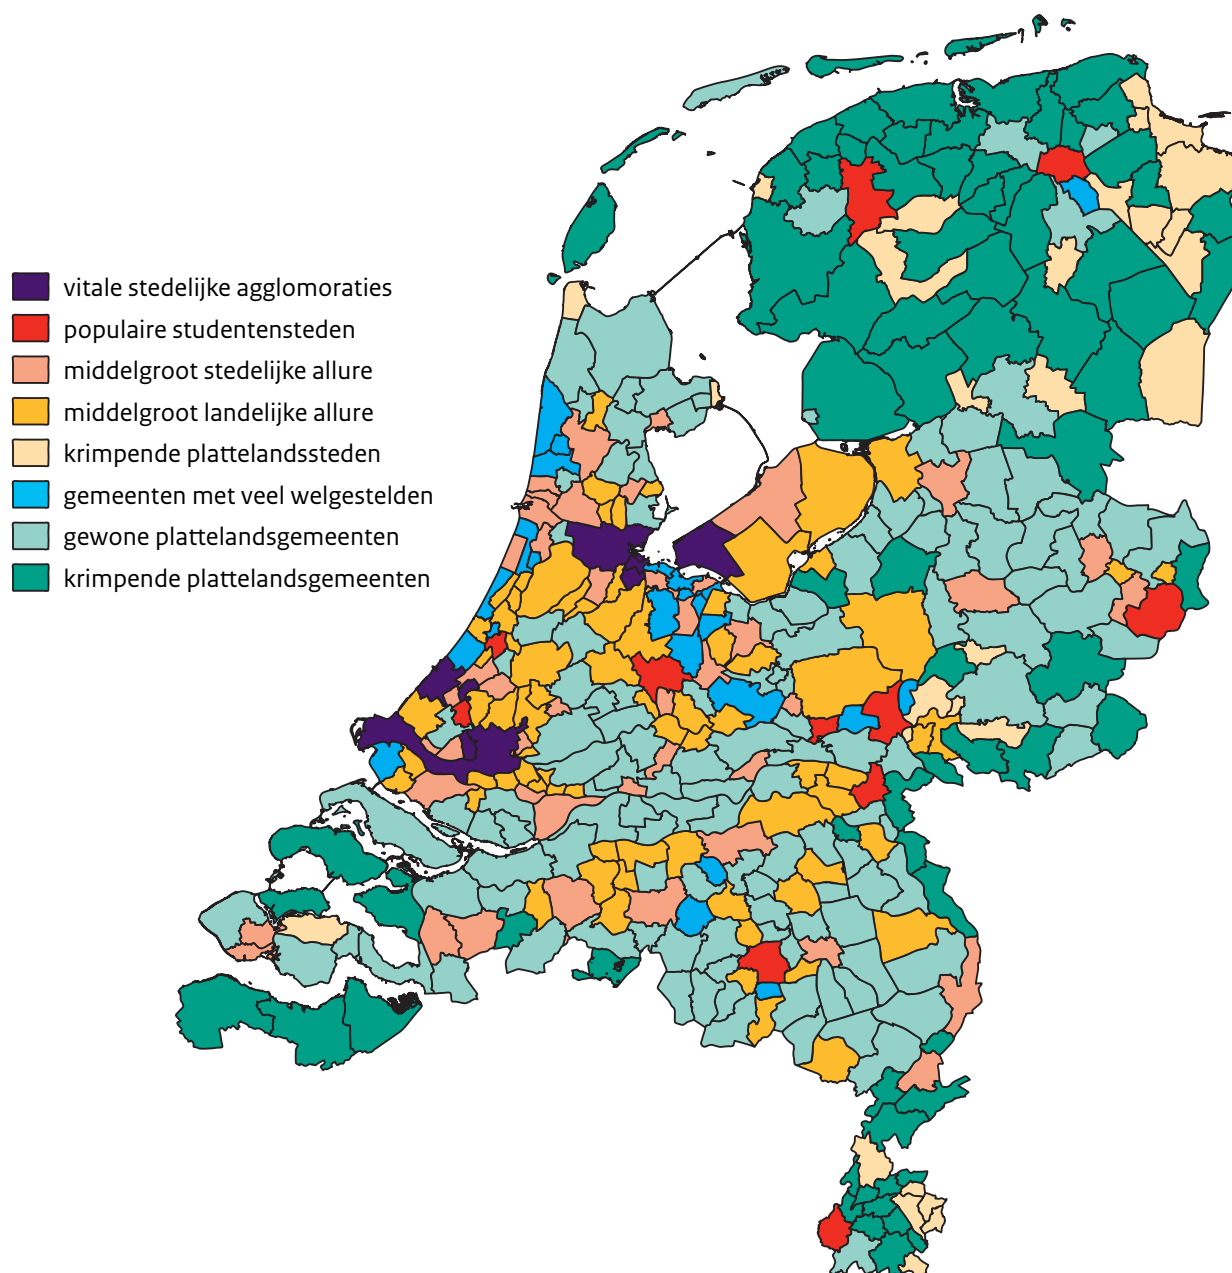 vitale stedelijke agglomoraties
populaire studentensteden
middelgroot stedelijke allure
middelgroot landelijke allure
krimpende plattelandssteden
gemeenten met veel welgestelden
gewone plattelandsgemeenten
krimpende plattelandsgemeenten